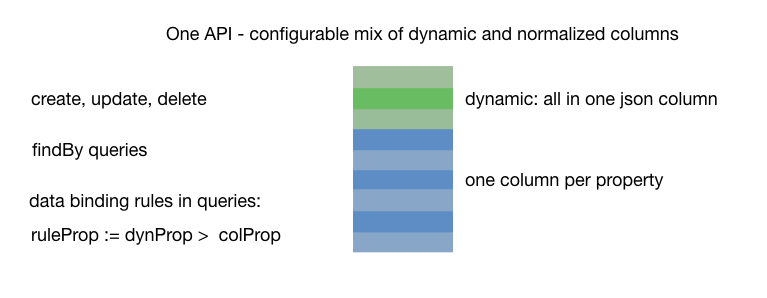 One API - configurable mix of dynamic and normalized columns
create, update, delete
dynamic: all in one json column
findBy queries
one column per property
data binding rules in queries:
ruleProp := dynProp > colProp